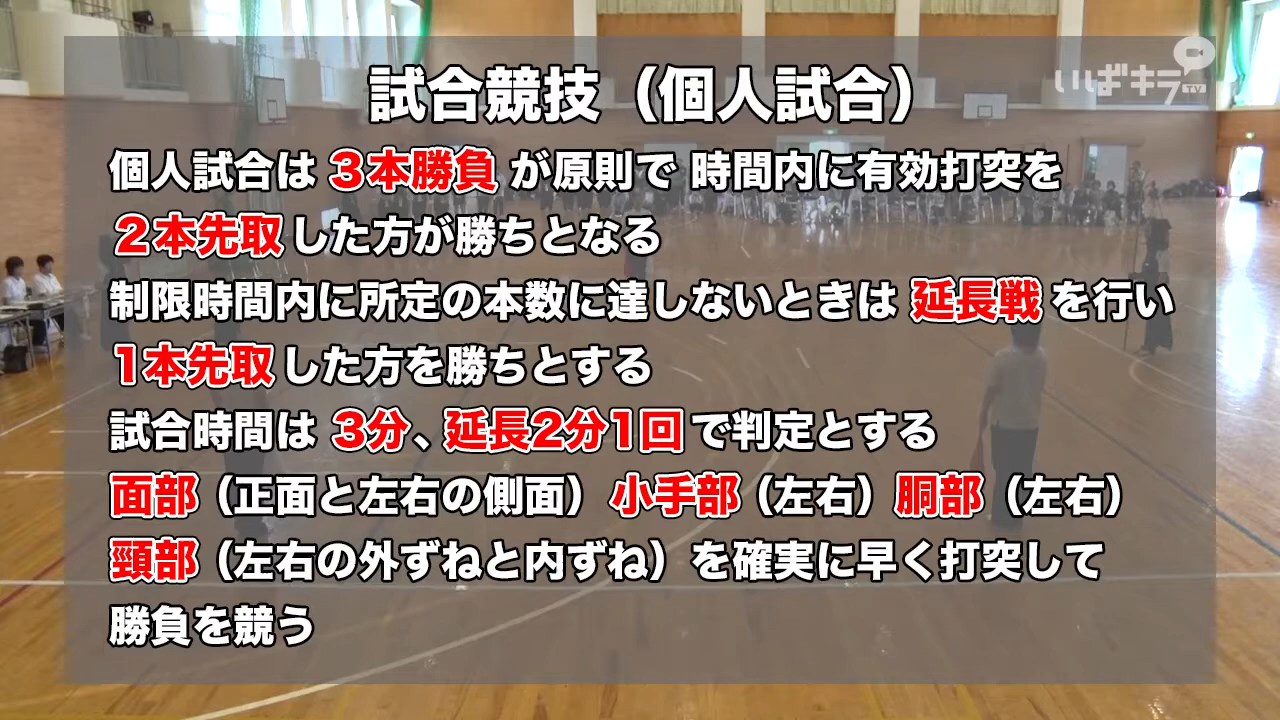 試合競技（個人試合）
いばキラTV
個人試合は ３本勝負 が原則で 時間内に有効打突を
２本先取 した方が勝ちとなる
制限時間内に所定の本数に達しないときは 延長戦 を行い
1本先取 した方を勝ちとする
試合時間は 3分、延長2分1回 で判定とする
面部（正面と左右の側面）小手部（左右）胴部（左右）
頸部（左右の外ずねと内ずね）を確実に早く打突して
勝負を競う